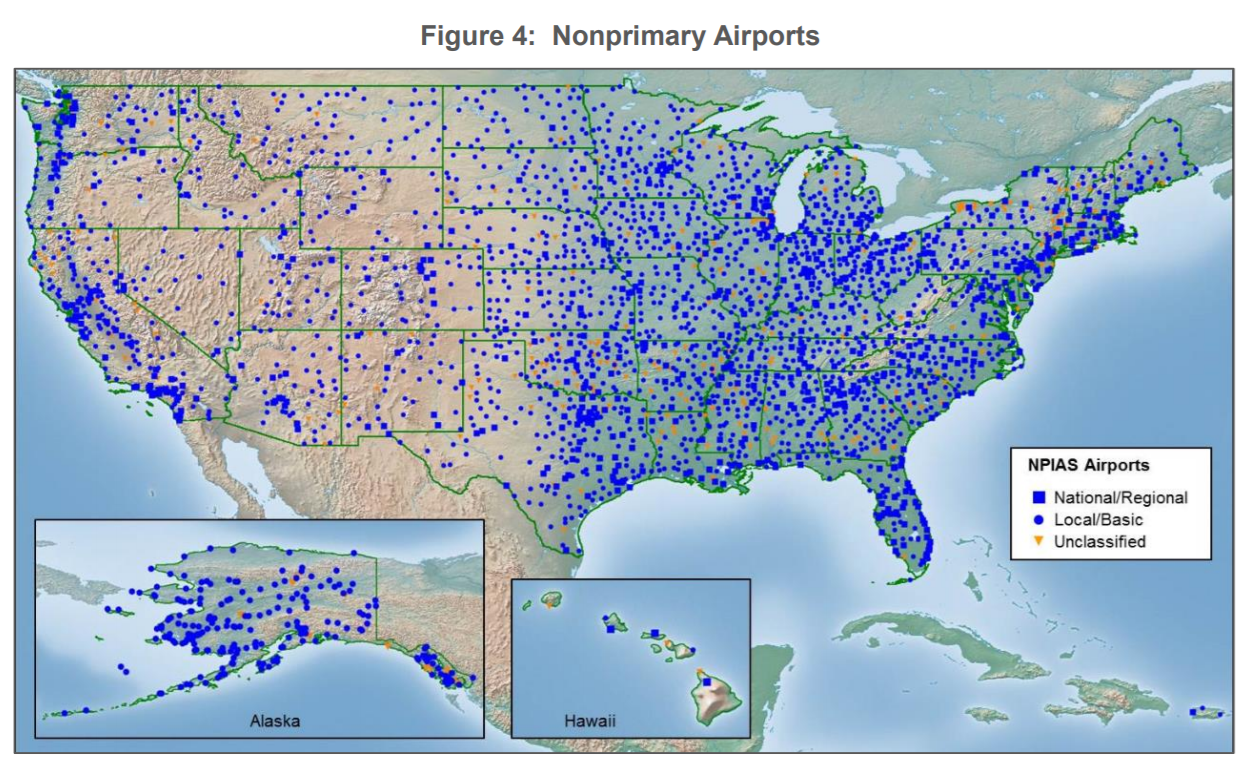 Figure 4: Nonprimary Airports
NPIAS Airports
National/Regional
Local/Basic
Unclassified
Alaska
Hawaii